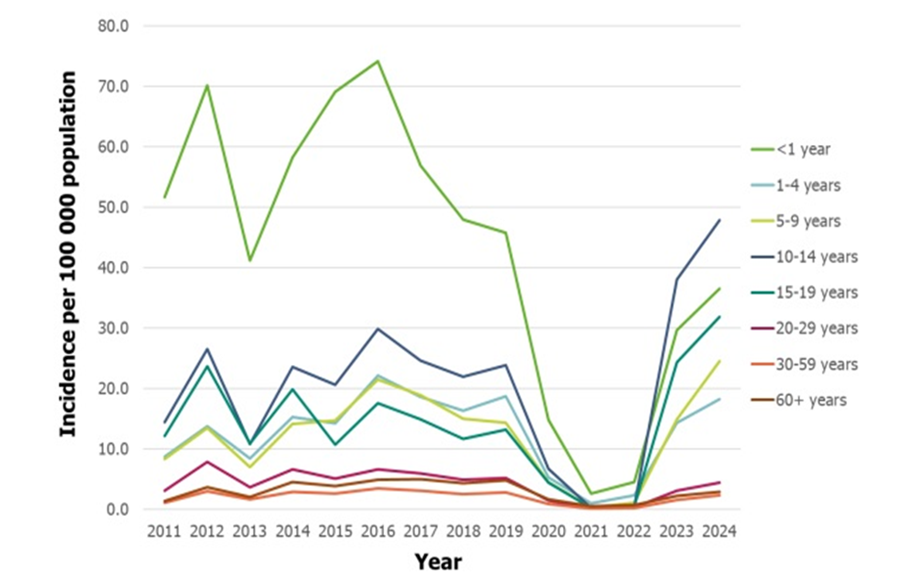 80.0
70.0
60.0
50.0
40.0
30.0
20.0
10.0
0.0
Incidence per 100 000 population
2011 2012 2013 2014 2015 2016 2017 2018 2019 2020 2021 2022 2023 2024
Year
<1 year
1-4 years
5-9 years
10-14 years
15-19 years
20-29 years
30-59 years
60+ years